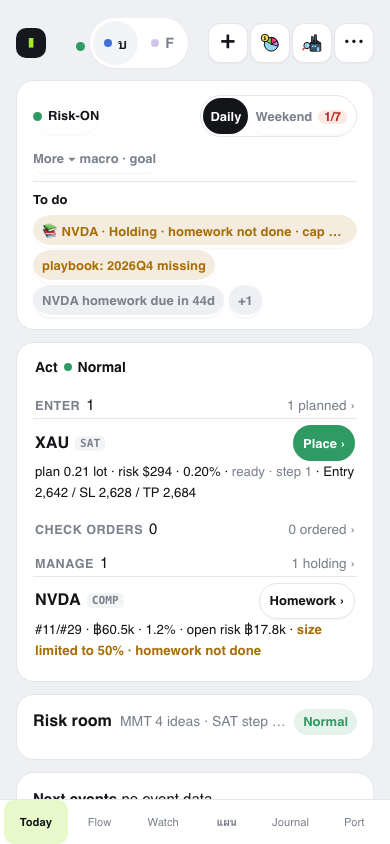 บ F + ...
Risk-ON Daily Weekend 1/7
More macro · goal
To do
NVDA · Holding · homework not done · cap ...
playbook: 2026Q4 missing
NVDA homework due in 44d +1
Act Normal
ENTER 1 1 planned ›
XAU SAT Place ›
plan 0.21 lot · risk $294 · 0.20% · ready · step 1 · Entry
2,642 / SL 2,628 / TP 2,684
CHECK ORDERS 0 0 ordered ›
MANAGE 1 1 holding ›
NVDA COMP Homework ›
#11/#29 · ฿60.5k · 1.2% · open risk ฿17.8k · size
limited to 50% · homework not done
Risk room MMT 4 ideas · SAT step ... Normal
Next events no event data
Today Flow Watch แผน Journal Port